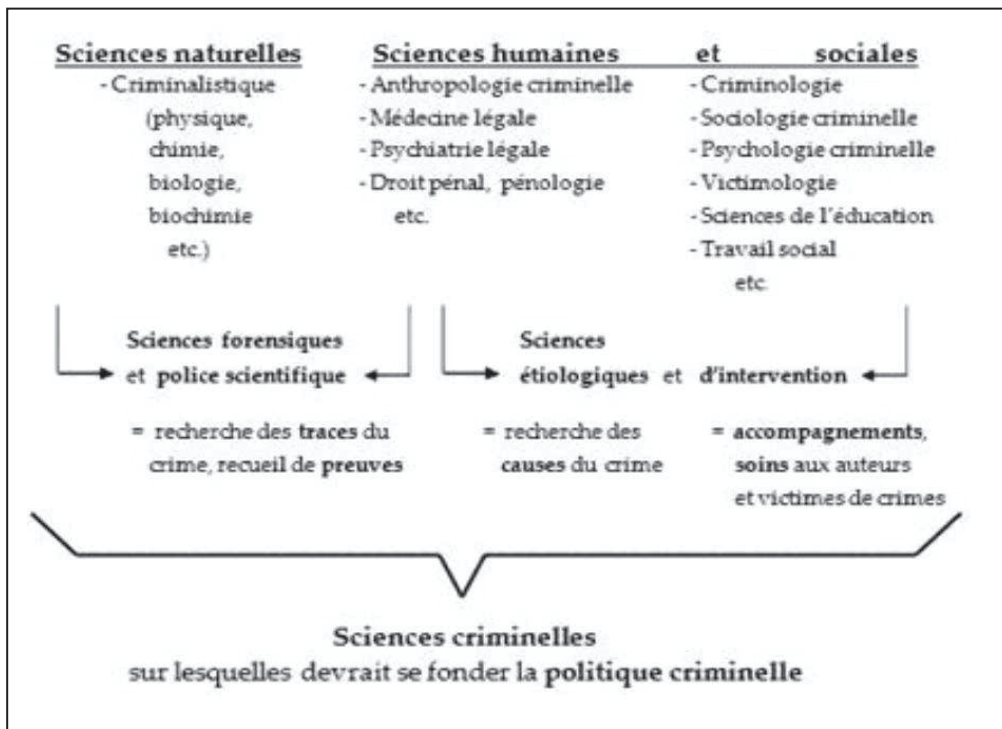 Sciences naturelles
- Criminalistique
(physique,
chimie,
biologie,
biochimie
etc.)
Sciences humaines et sociales
- Anthropologie criminelle
- Médecine légale
- Psychiatrie légale
- Droit pénal, pénologie
etc.
- Criminologie
- Sociologie criminelle
- Psychologie criminelle
- Victimologie
- Sciences de l'éducation
- Travail social
etc.
Sciences forensiques
et police scientifique
= recherche des traces du
crime, recueil de preuves
Sciences
étiologiques et d'intervention
= recherche des
causes du crime
= accompagnements,
soins aux auteurs
et victimes de crimes
Sciences criminelles
sur lesquelles devrait se fonder la politique criminelle